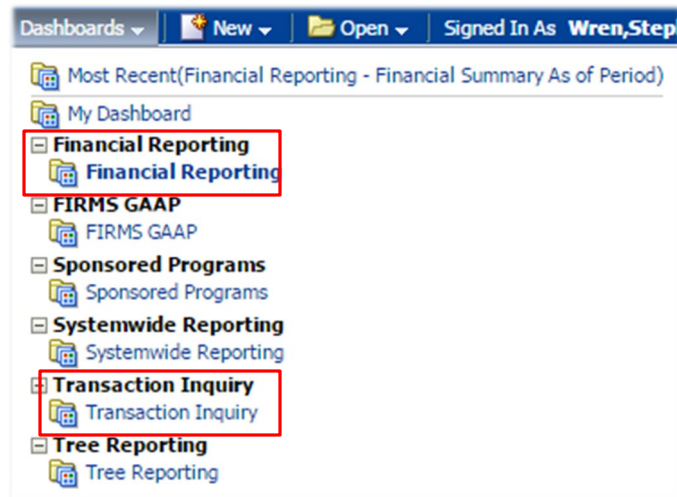 Dashboards New Open Signed In As Wren,Step
Most Recent(Financial Reporting - Financial Summary As of Period)
My Dashboard
Financial Reporting
Financial Reporting
FIRMS GAAP
FIRMS GAAP
Sponsored Programs
Sponsored Programs
Systemwide Reporting
Systemwide Reporting
Transaction Inquiry
Transaction Inquiry
Tree Reporting
Tree Reporting